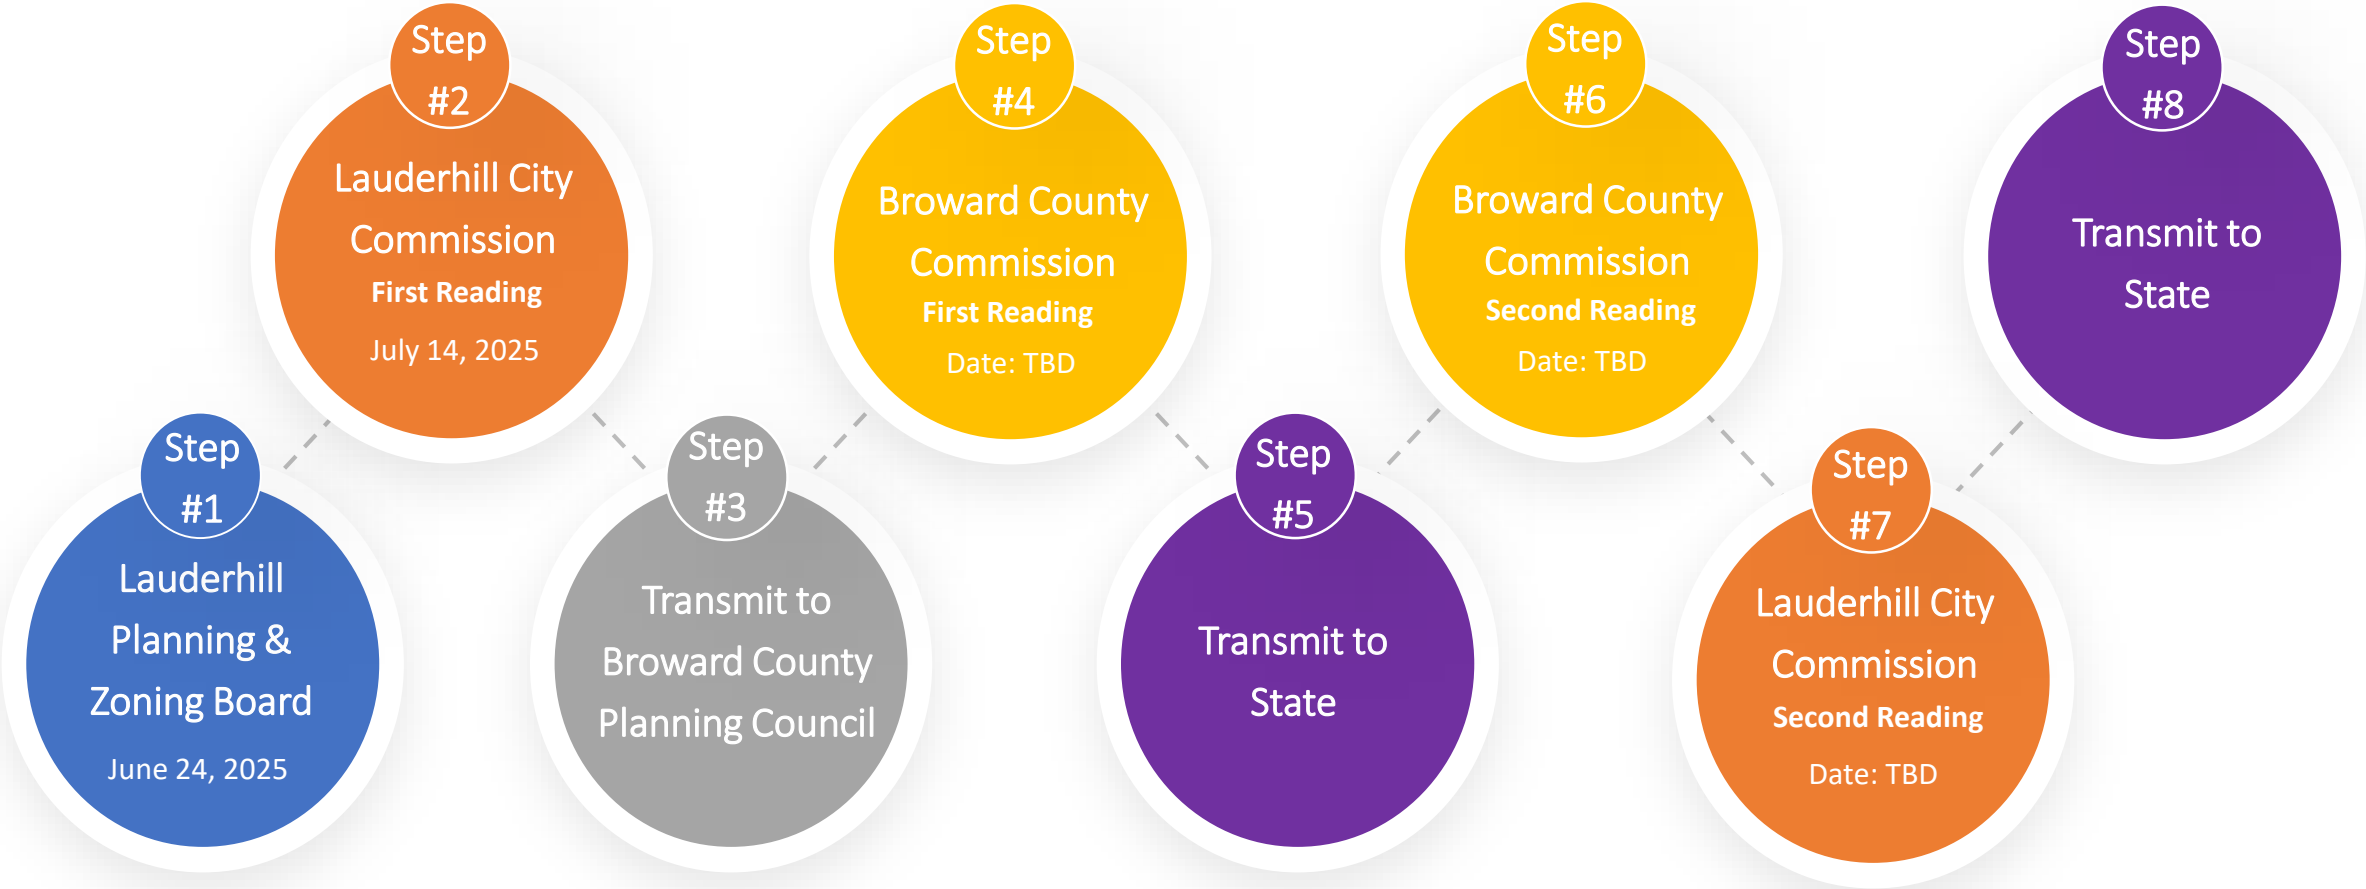 Step
#1
Lauderhill
Planning &
Zoning Board
June 24, 2025
Step
#2
Lauderhill City
Commission
First Reading
July 14, 2025
Step
#3
Transmit to
Broward County
Planning Council
Step
#4
Broward County
Commission
First Reading
Date: TBD
Step
#5
Transmit to
State
Step
#6
Broward County
Commission
Second Reading
Date: TBD
Step
#7
Lauderhill City
Commission
Second Reading
Date: TBD
Step
#8
Transmit to
State